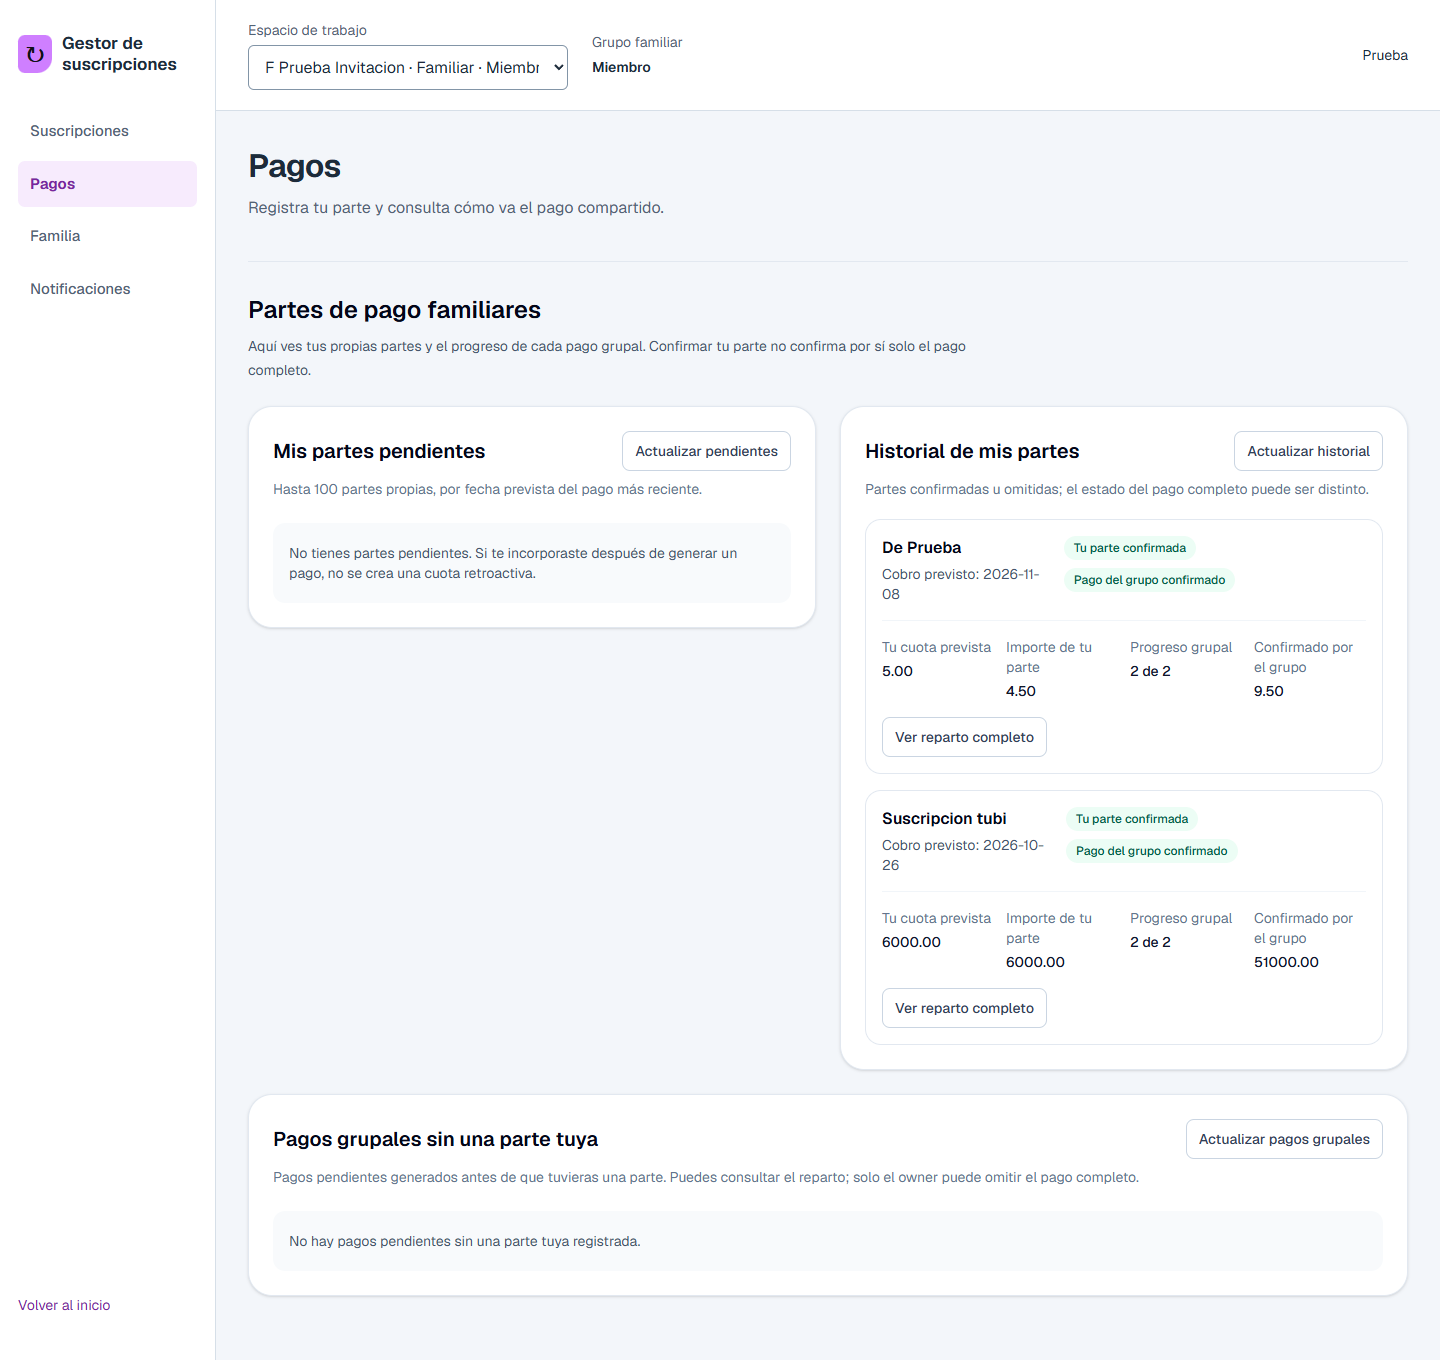 Gestor de
suscripciones
Suscripciones
Pagos
Familia
Notificaciones
Volver al inicio
Espacio de trabajo
F Prueba Invitacion · Familiar · Miembr
Grupo familiar
Miembro
Prueba
Pagos
Registra tu parte y consulta cómo va el pago compartido.
Partes de pago familiares
Aquí ves tus propias partes y el progreso de cada pago grupal. Confirmar tu parte no confirma por sí solo el pago
completo.
Mis partes pendientes
Actualizar pendientes
Hasta 100 partes propias, por fecha prevista del pago más reciente.
No tienes partes pendientes. Si te incorporaste después de generar un
pago, no se crea una cuota retroactiva.
Historial de mis partes
Actualizar historial
Partes confirmadas u omitidas; el estado del pago completo puede ser distinto.
De Prueba
Cobro previsto: 2026-11-
08
Tu parte confirmada
Pago del grupo confirmado
Tu cuota prevista
5.00
Importe de tu
parte
4.50
Progreso grupal
2 de 2
Confirmado por
el grupo
9.50
Ver reparto completo
Suscripcion tubi
Cobro previsto: 2026-10-
26
Tu parte confirmada
Pago del grupo confirmado
Tu cuota prevista
6000.00
Importe de tu
parte
6000.00
Progreso grupal
2 de 2
Confirmado por
el grupo
51000.00
Ver reparto completo
Pagos grupales sin una parte tuya
Actualizar pagos grupales
Pagos pendientes generados antes de que tuvieras una parte. Puedes consultar el reparto; solo el owner puede omitir el pago completo.
No hay pagos pendientes sin una parte tuya registrada.